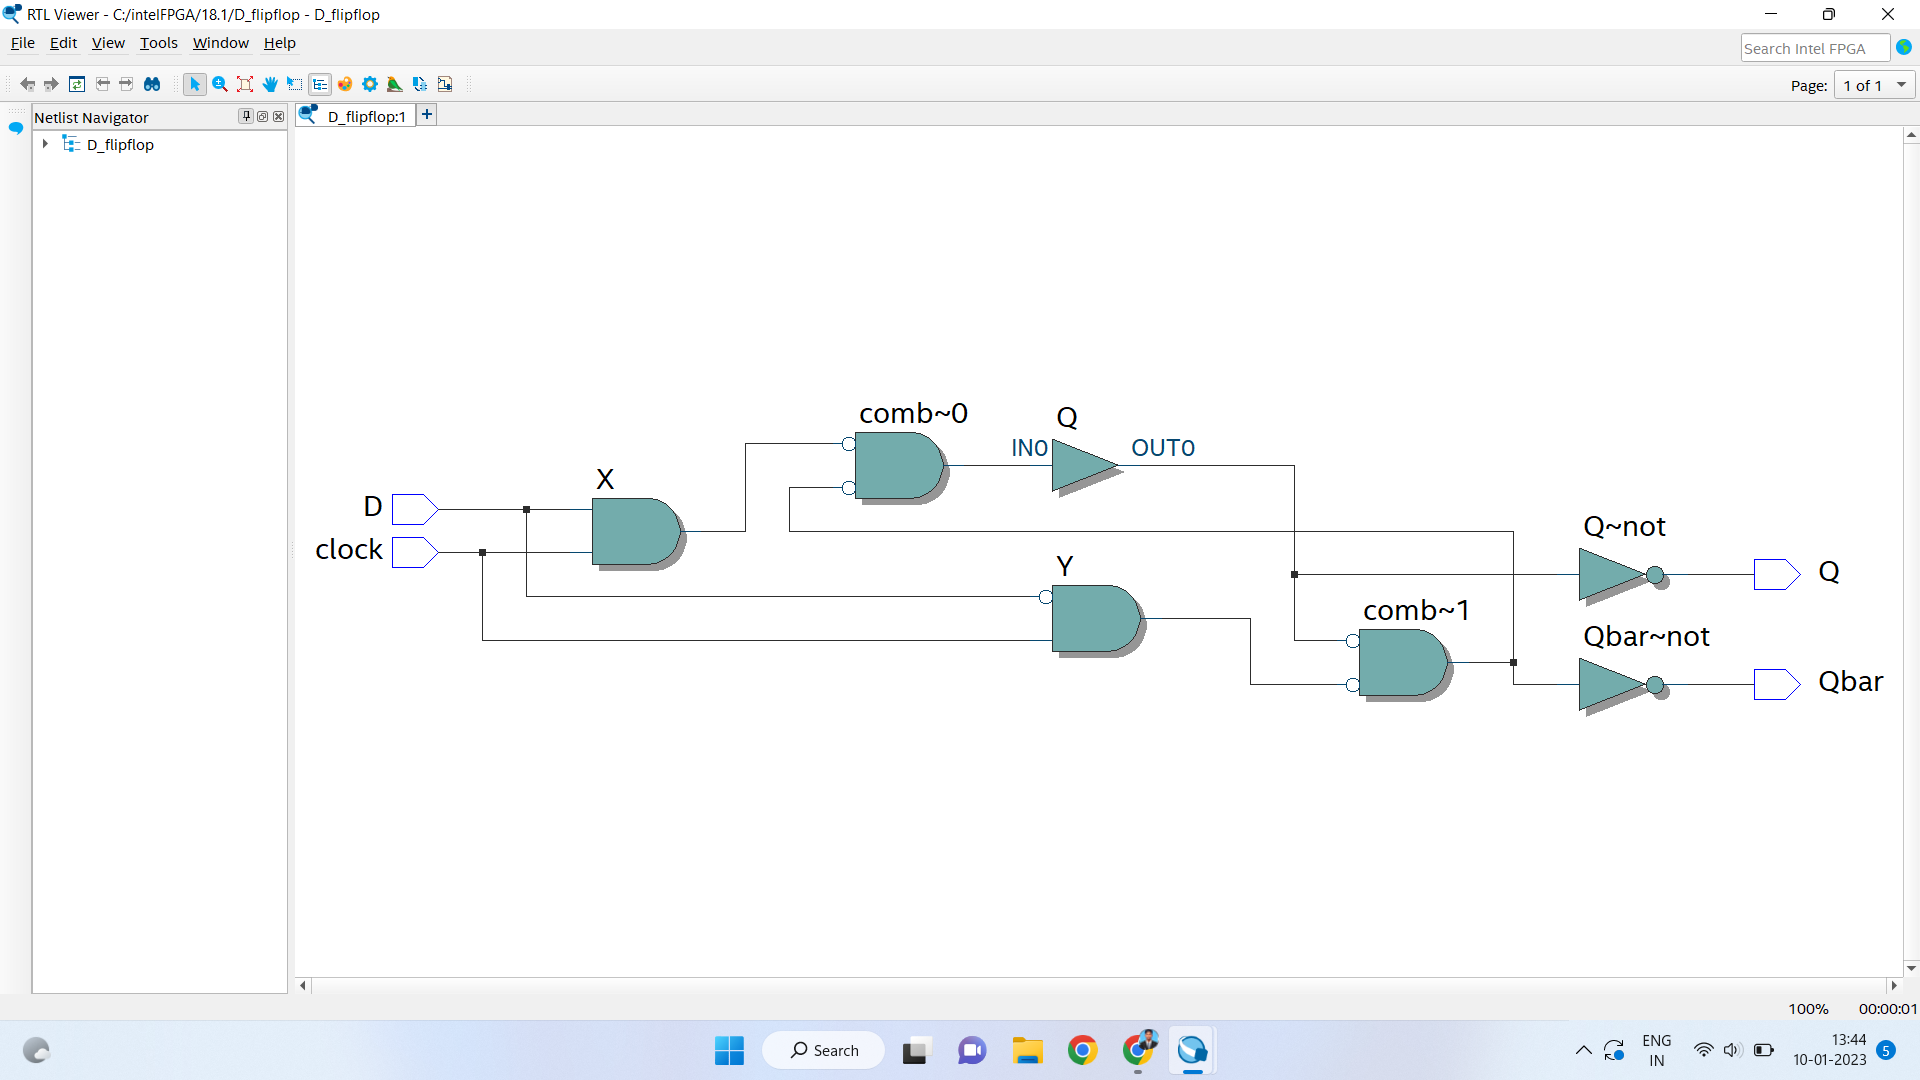 RTL Viewer - C:/intelFPGA/18.1/D_flipflop - D_flipflop
File Edit View Tools Window Help
Search Intel FPGA
Page: 1 of 1
Netlist Navigator
D_flipflop:1
D_flipflop
comb~0
Q
IN0
OUT0
X
D
clock
Y
Q~not
Q
comb~1
Qbar~not
Qbar
100%
00:00:01
Search
ENG
IN
13:44
10-01-2023
5